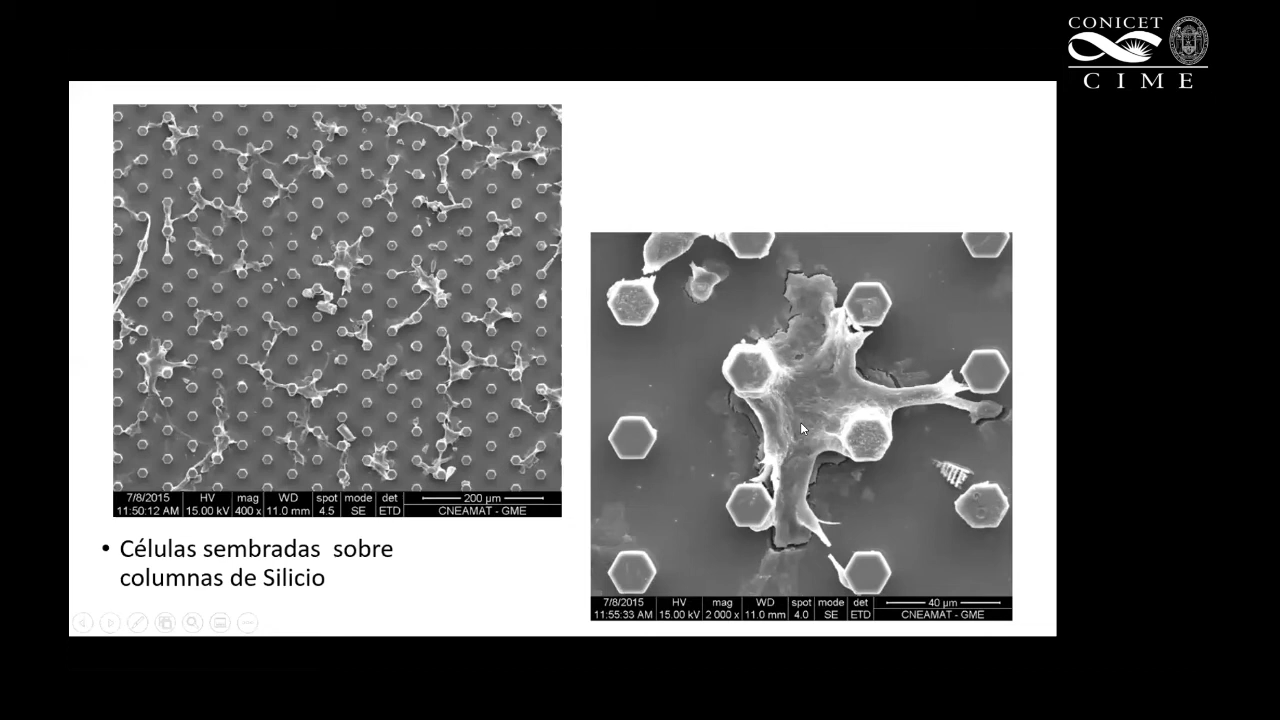 CONICET
CIME
7/8/2015 HV mag WD spot mode det 200 µm
11:50:12 AM 15.00 kV 400 x 11.0 mm 4.5 SE ETD CNEAMAT - GME
• Células sembradas sobre
columnas de Silicio
7/8/2015 HV mag WD spot mode det 40 µm
11:55:33 AM 15.00 kV 2 000 x 11.0 mm 4.0 SE ETD CNEAMAT - GME